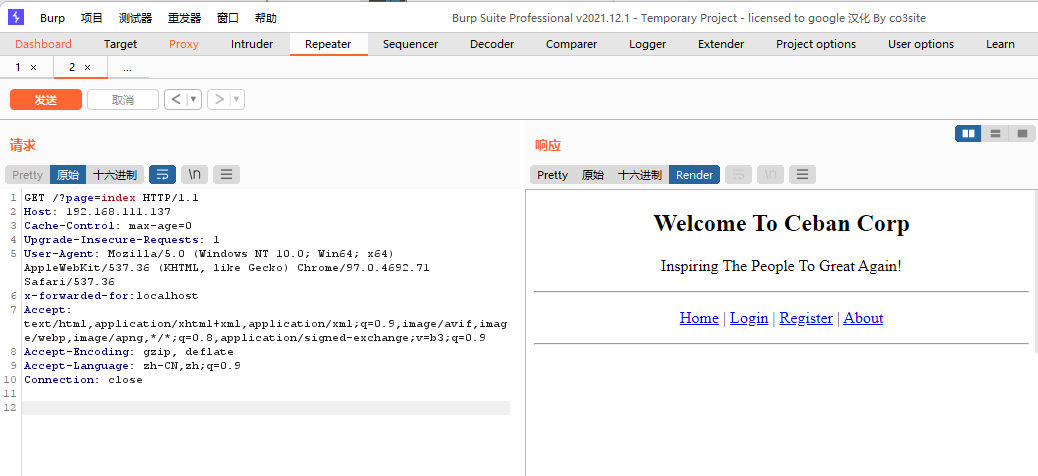 Burp 项目 测试器 重发器 窗口 帮助 Burp Suite Professional v2021.12.1 - Temporary Project - licensed to google 汉化 By co3site
Dashboard Target Proxy Intruder Repeater Sequencer Decoder Comparer Logger Extender Project options User options Learn
1 × 2 × ...
发送 取消 < ▼ > ▼
请求
Pretty 原始 十六进制 \n
1 GET /?page=index HTTP/1.1
2 Host: 192.168.111.137
3 Cache-Control: max-age=0
4 Upgrade-Insecure-Requests: 1
5 User-Agent: Mozilla/5.0 (Windows NT 10.0; Win64; x64)
AppleWebKit/537.36 (KHTML, like Gecko) Chrome/97.0.4692.71
Safari/537.36
6 x-forwarded-for:localhost
7 Accept:
text/html,application/xhtml+xml,application/xml;q=0.9,image/avif,imag
e/webp,image/apng,*/*;q=0.8,application/signed-exchange;v=b3;q=0.9
8 Accept-Encoding: gzip, deflate
9 Accept-Language: zh-CN,zh;q=0.9
10 Connection: close
11
12
响应
Pretty 原始 十六进制 Render \n
Welcome To Ceban Corp
Inspiring The People To Great Again!
Home | Login | Register | About